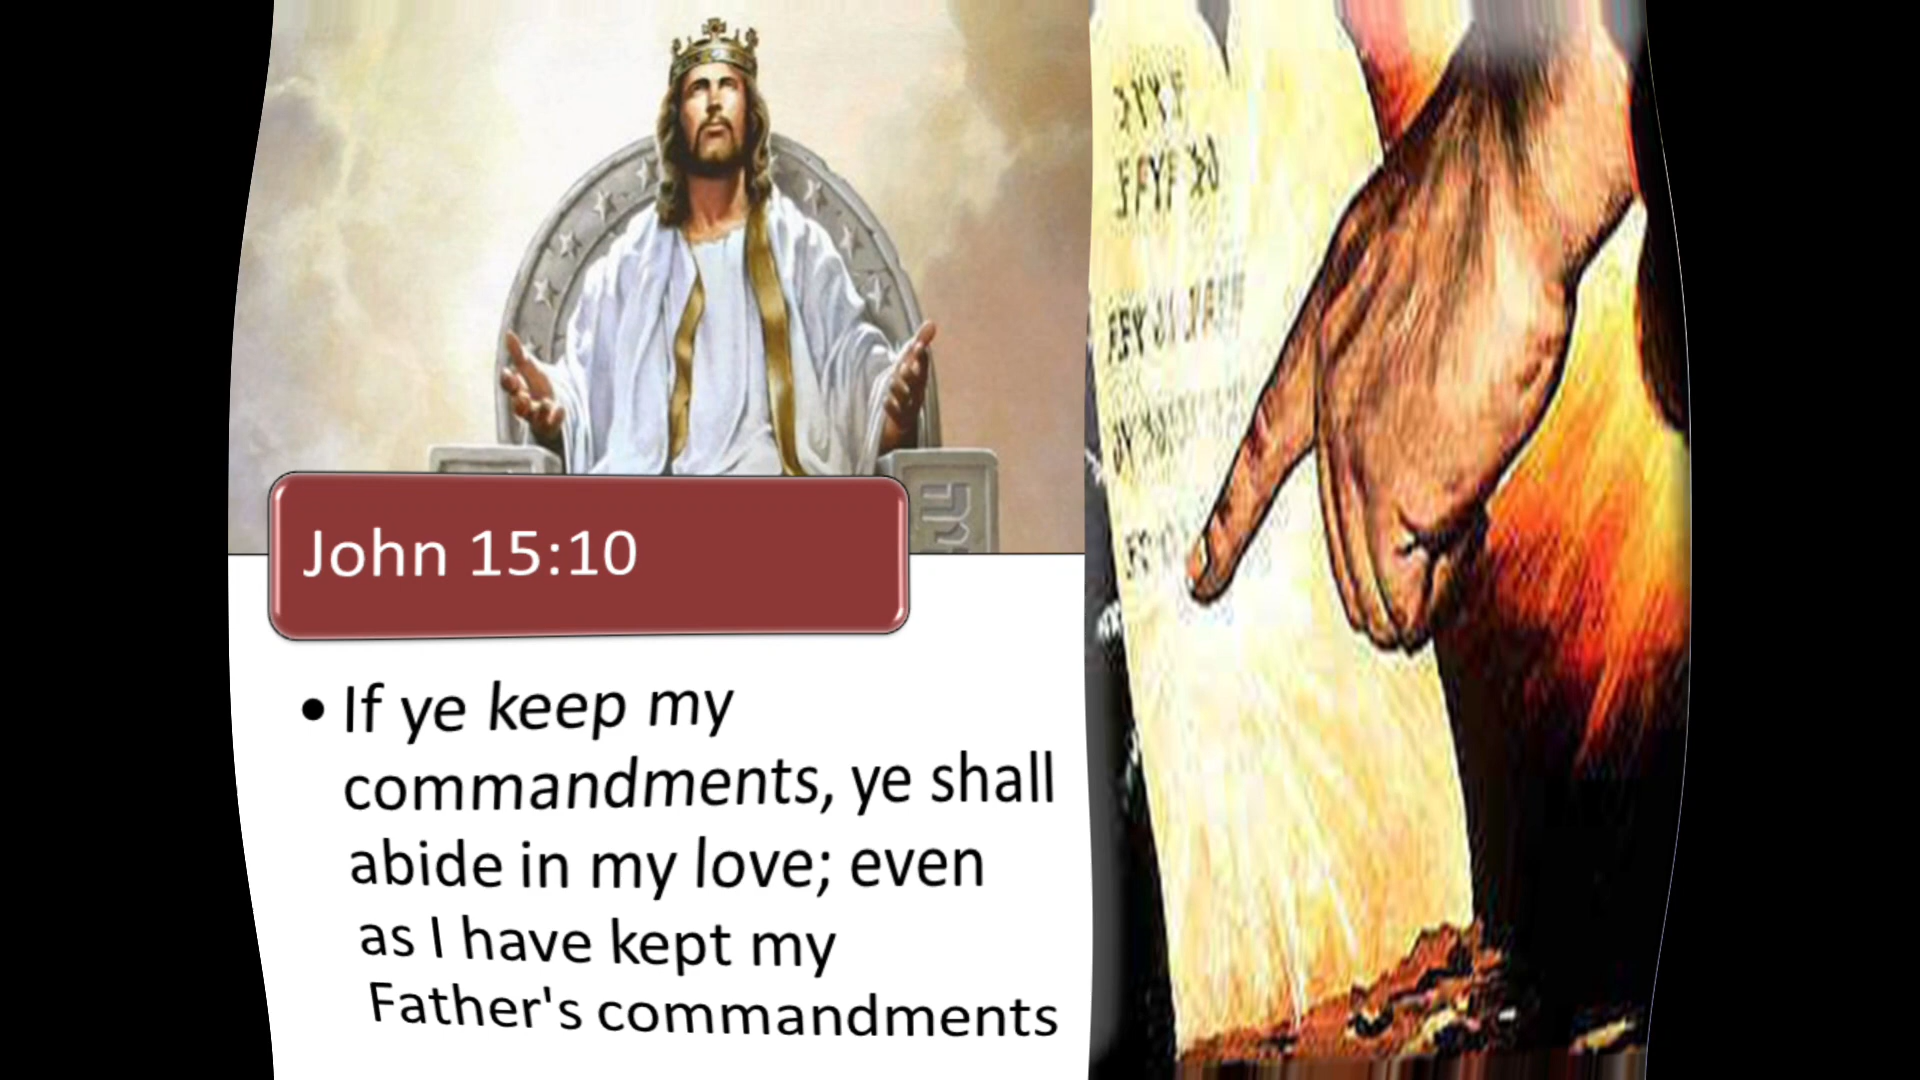 John 15:10
• If ye keep my
commandments, ye shall
abide in my love; even
as I have kept my
Father's commandments